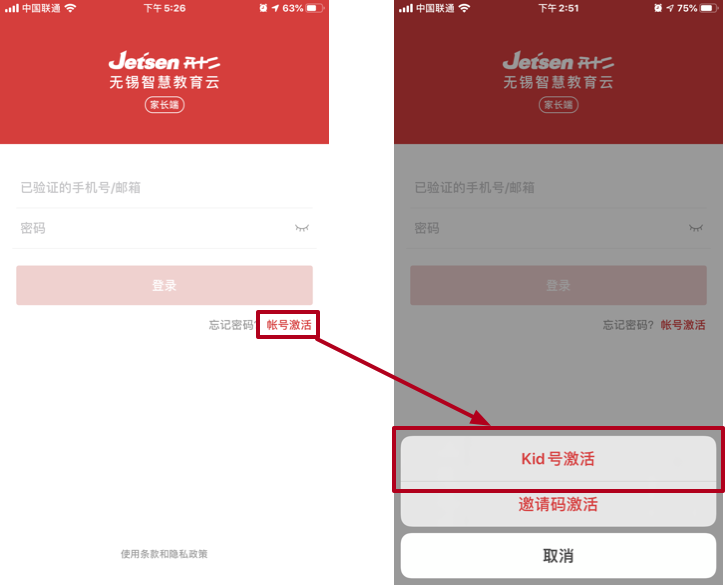 中国联通
下午5:26
63%
Jetsen
无锡智慧教育云
家长端
已验证的手机号/邮箱
密码
登录
忘记密码?
帐号激活
使用条款和隐私政策
中国联通
下午2:51
75%
Jetsen
无锡智慧教育云
家长端
已验证的手机号/邮箱
密码
登录
忘记密码?
帐号激活
Kid号激活
邀请码激活
取消